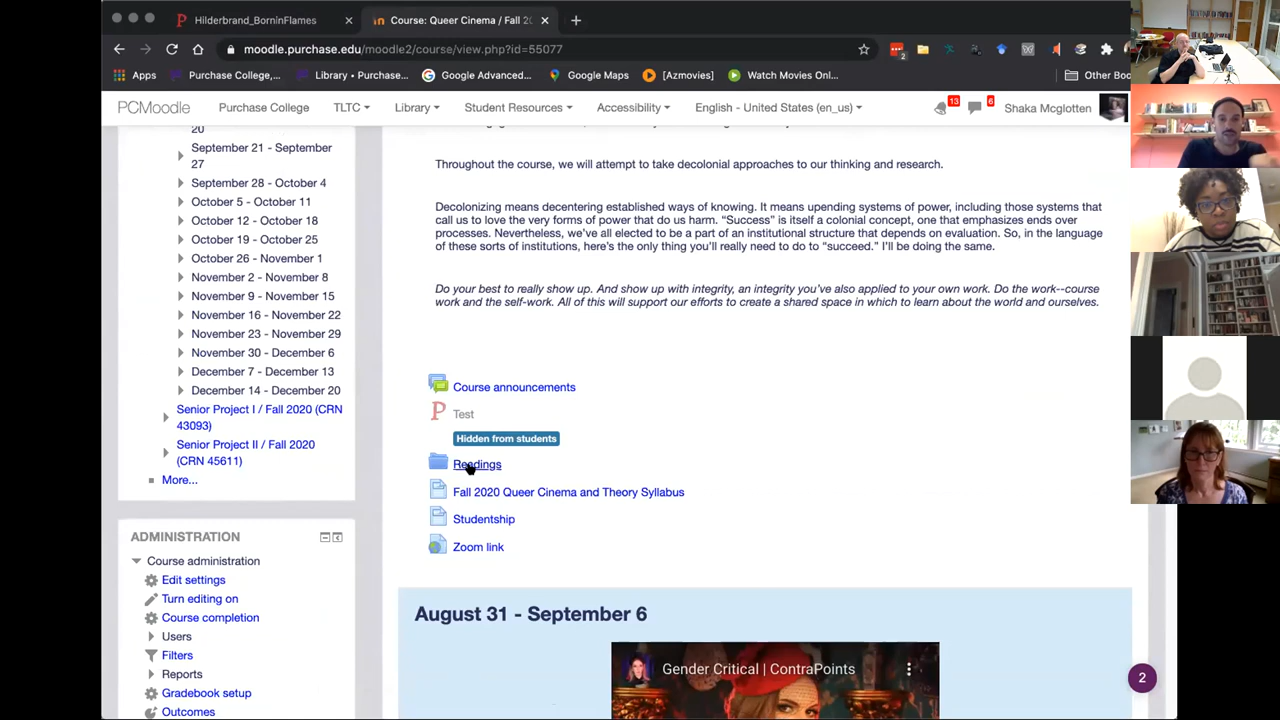 Hilderbrand_BorninFlames
Course: Queer Cinema / Fall 20
moodle.purchase.edu/moodle2/course/view.php?id=55077
2
Apps
Purchase College,...
Library • Purchase...
Google Advanced...
Google Maps
[Azmovies]
Watch Movies Onl...
Other Boo
PCMoodle
Purchase College
TLTC
Library
Student Resources
Accessibility
English - United States (en_us)
13
6
Shaka Mcglotten
20
September 21 - September
27
September 28 - October 4
October 5 - October 11
October 12 - October 18
October 19 - October 25
October 26 - November 1
November 2 - November 8
November 9 - November 15
November 16 - November 22
November 23 - November 29
November 30 - December 6
December 7 - December 13
December 14 - December 20
Senior Project I / Fall 2020 (CRN
43093)
Senior Project II / Fall 2020
(CRN 45611)
More...
ADMINISTRATION
Course administration
Edit settings
Turn editing on
Course completion
Users
Filters
Reports
Gradebook setup
Outcomes
Throughout the course, we will attempt to take decolonial approaches to our thinking and research.
Decolonizing means decentering established ways of knowing. It means upending systems of power, including those systems that
call us to love the very forms of power that do us harm. “Success” is itself a colonial concept, one that emphasizes ends over
processes. Nevertheless, we’ve all elected to be a part of an institutional structure that depends on evaluation. So, in the language
of these sorts of institutions, here’s the only thing you’ll really need to do to “succeed.” I’ll be doing the same.
Do your best to really show up. And show up with integrity, an integrity you’ve also applied to your own work. Do the work--course
work and the self-work. All of this will support our efforts to create a shared space in which to learn about the world and ourselves.
Course announcements
Test
Hidden from students
Readings
Fall 2020 Queer Cinema and Theory Syllabus
Studentship
Zoom link
August 31 - September 6
Gender Critical | ContraPoints
2